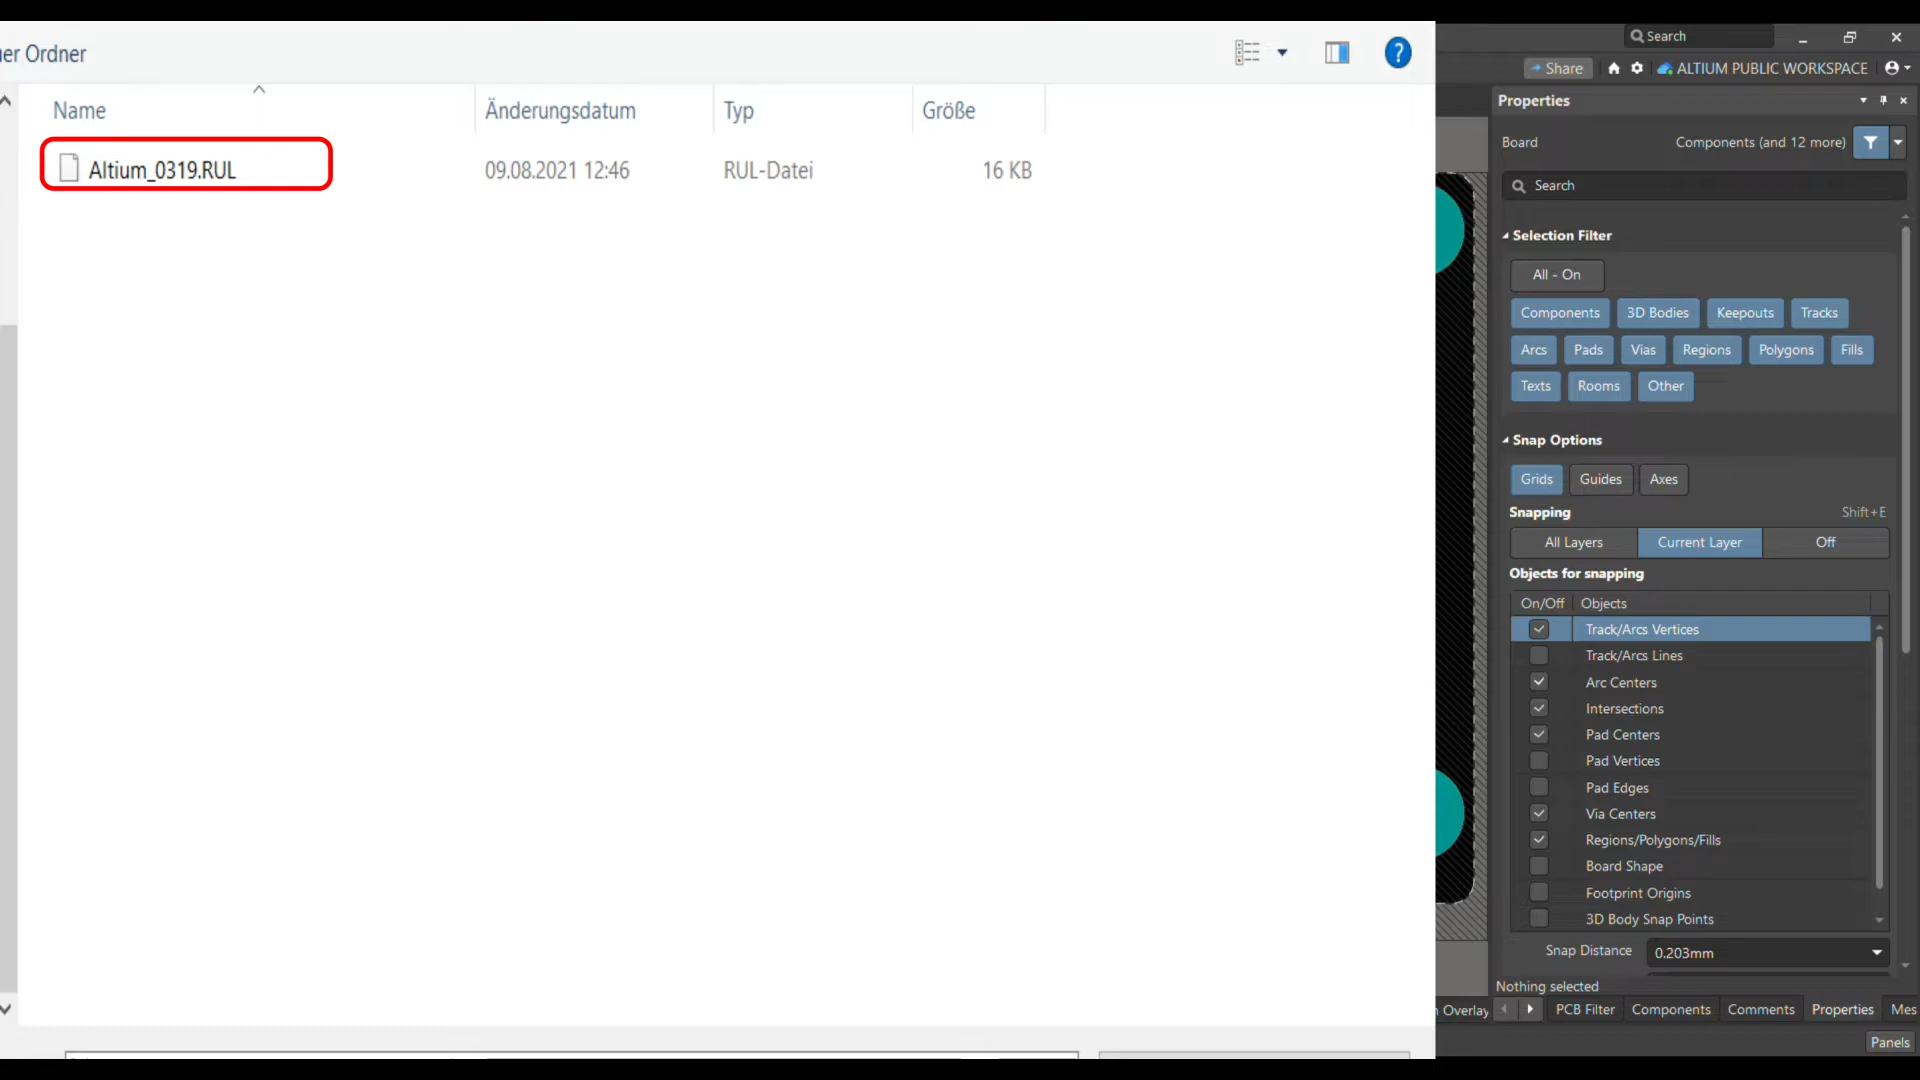 er Ordner
Name
Änderungsdatum
Typ
Größe
Altium_0319.RUL
09.08.2021 12:46
RUL-Datei
16 KB
Search
Share
ALTIUM PUBLIC WORKSPACE
Properties
Board
Components (and 12 more)
Search
Selection Filter
All - On
Components
3D Bodies
Keepouts
Tracks
Arcs
Pads
Vias
Regions
Polygons
Fills
Texts
Rooms
Other
Snap Options
Grids
Guides
Axes
Snapping
Shift+E
All Layers
Current Layer
Off
Objects for snapping
On/Off
Objects
Track/Arcs Vertices
Track/Arcs Lines
Arc Centers
Intersections
Pad Centers
Pad Vertices
Pad Edges
Via Centers
Regions/Polygons/Fills
Board Shape
Footprint Origins
3D Body Snap Points
Snap Distance
0.203mm
Nothing selected
Overlay
PCB Filter
Components
Comments
Properties
Mes
Panels